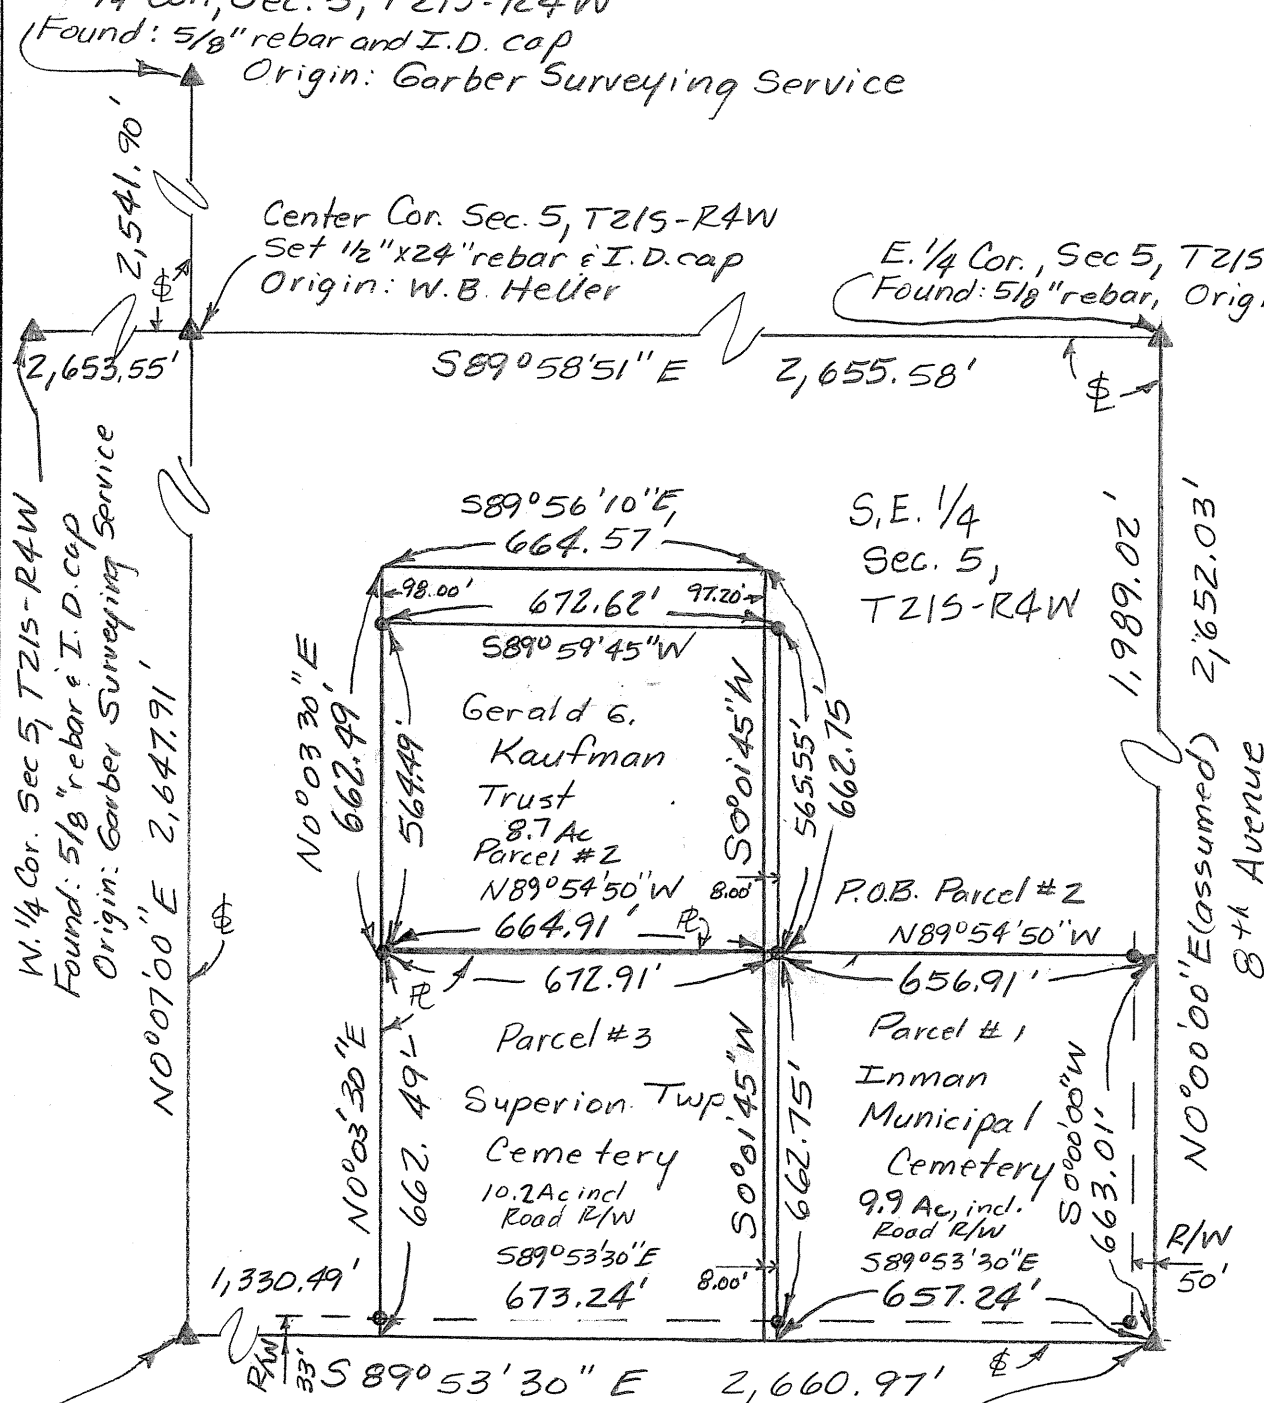 1/4 Cor., Sec. 5, T21S-R4W
Found: 5/8" rebar and I.D. cap
Origin: Garber Surveying Service
2,541.90'
Center Cor. Sec. 5, T21S-R4W
Set 1/2"x24" rebar & I.D. cap
Origin: W.B. Heller
E. 1/4 Cor., Sec 5, T21S
Found: 5/8" rebar, Orig
2,653.55'
S89°58'51" E 2,655.58'
W. 1/4 Cor. Sec 5, T21S-R4W
Found: 5/8" rebar & I.D. cap
Origin: Garber Surveying Service
N0°07'00" E 2,647.91'
S89°56'10"E,
664.57'
98.00'
672.62'
97.20'
S89°59'45"W
S.E. 1/4
Sec. 5,
T21S-R4W
1,989.02'
2,652.03'
N0°00'00"E (assumed)
8th Avenue
N0°03'30"E
662.49'
564.49'
Gerald G.
Kaufman
Trust
8.7 Ac
Parcel #2
N89°54'50"W
664.91'
S0°01'45"W
8.00'
565.55'
662.75'
P.O.B. Parcel #2
N89°54'50"W
672.91'
656.91'
N0°03'30"E
662.49'
Parcel #3
Superion Twp
Cemetery
10.2 Ac incl
Road R/W
S89°53'30"E
673.24'
S0°01'45"W
8.00'
662.75'
Parcel #1
Inman
Municipal
Cemetery
9.9 Ac, incl.
Road R/W
S89°53'30"E
657.24'
S0°00'00"W
663.01'
R/W
50'
1,330.49'
R/W
33'
S 89°53'30" E 2,660.97'